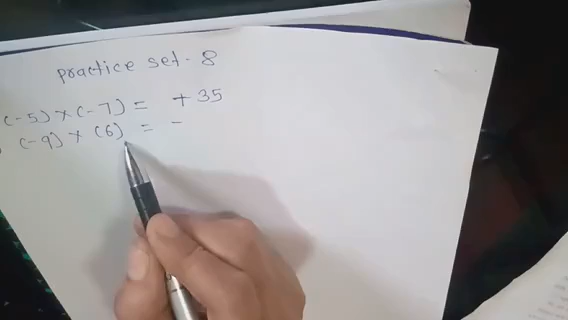 practice set - 8
(-5) × (-7) = + 35
(-9) × (6) = -